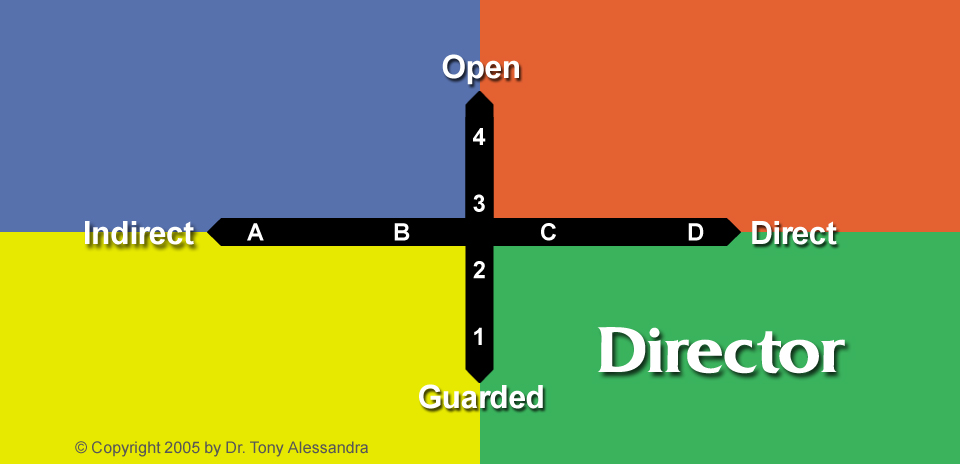 Open
4
3
Indirect A B C D Direct
2
1
Director
Guarded
© Copyright 2005 by Dr. Tony Alessandra